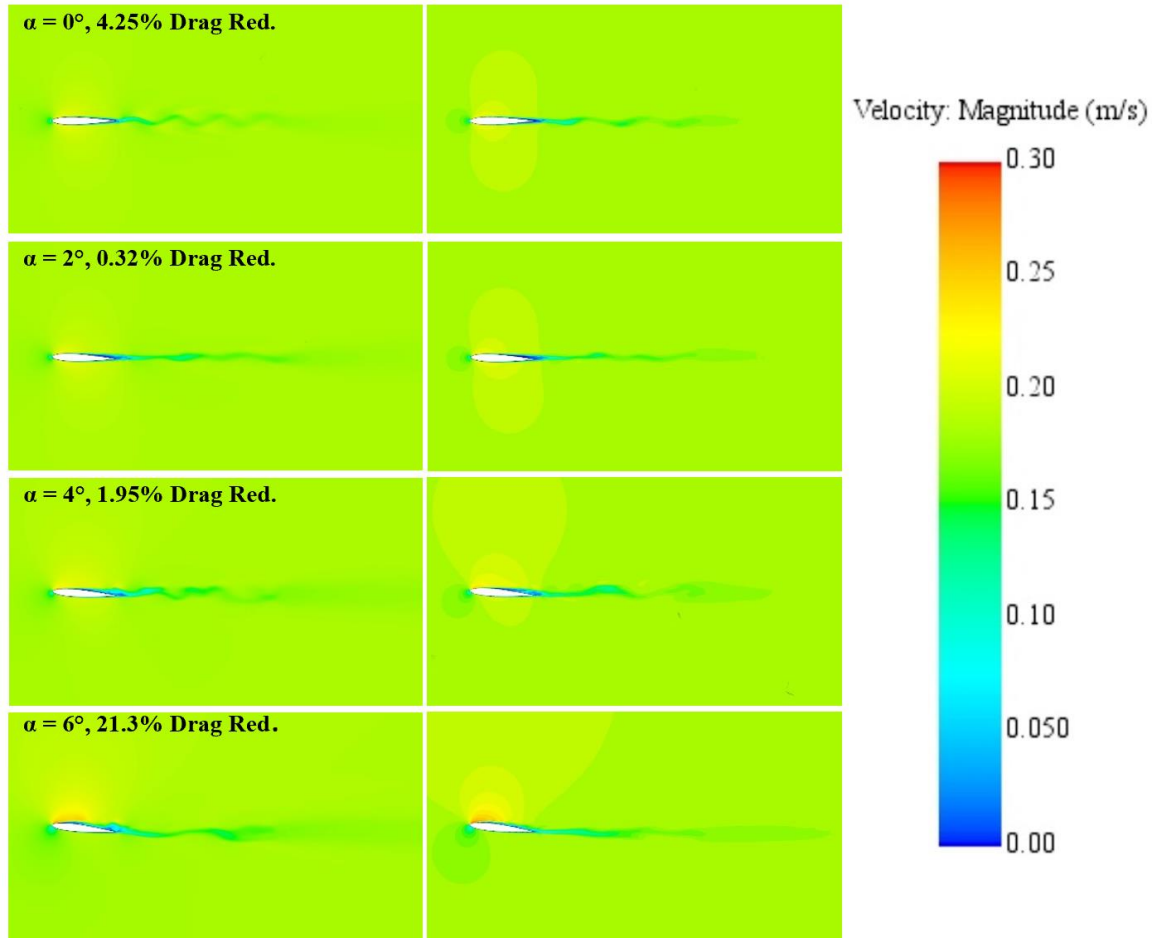 α = 0°, 4.25% Drag Red.
α = 2°, 0.32% Drag Red.
α = 4°, 1.95% Drag Red.
α = 6°, 21.3% Drag Red.
Velocity: Magnitude (m/s)
0.30
0.25
0.20
0.15
0.10
0.050
0.00